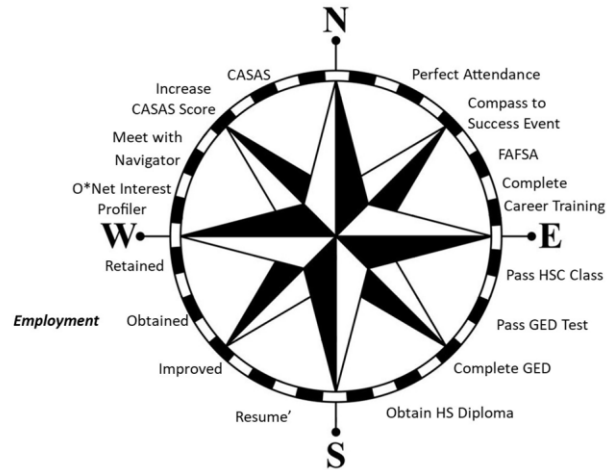 N
CASAS
Perfect Attendance
Increase
CASAS Score
Compass to
Success Event
Meet with
Navigator
FAFSA
O*Net Interest
Profiler
Complete
Career Training
W
E
Retained
Pass HSC Class
Employment
Obtained
Pass GED Test
Improved
Complete GED
Resume’
Obtain HS Diploma
S